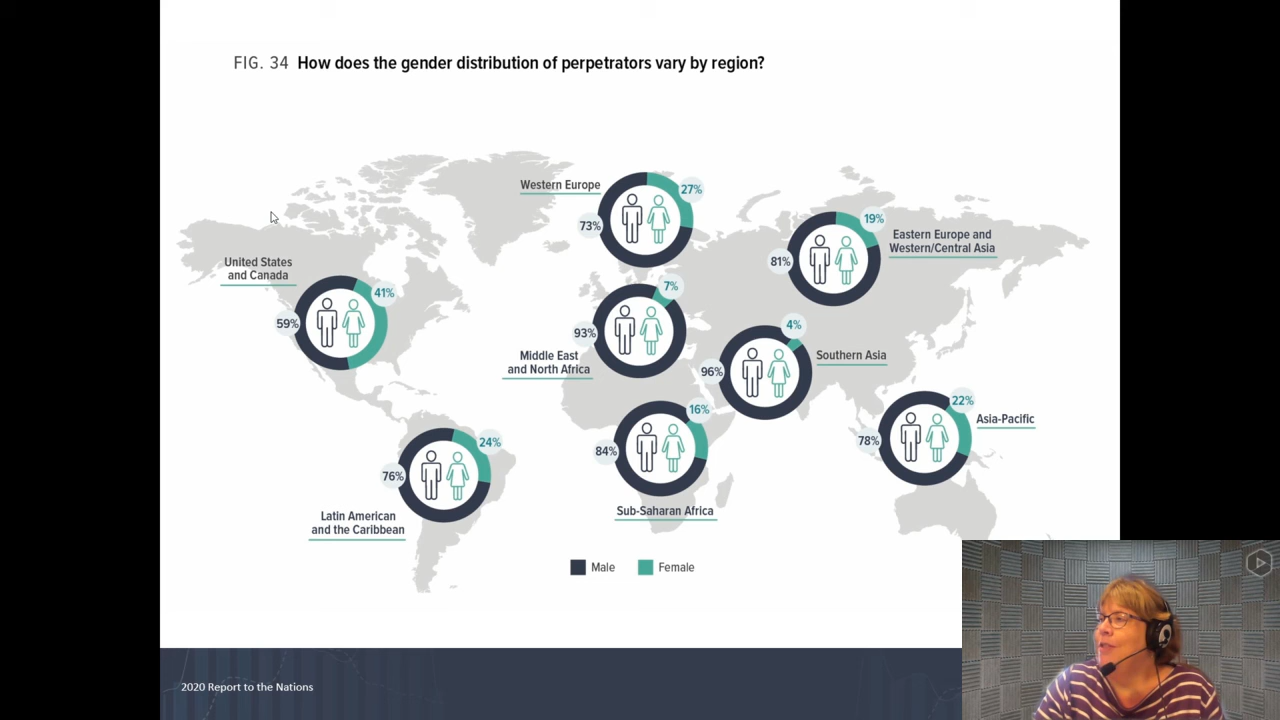 FIG. 34 How does the gender distribution of perpetrators vary by region?
Western Europe
27%
73%
19%
Eastern Europe and
Western/Central Asia
81%
United States
and Canada
41%
59%
7%
93%
Middle East
and North Africa
4%
Southern Asia
96%
22%
Asia-Pacific
78%
16%
84%
Sub-Saharan Africa
24%
76%
Latin American
and the Caribbean
Male
Female
2020 Report to the Nations